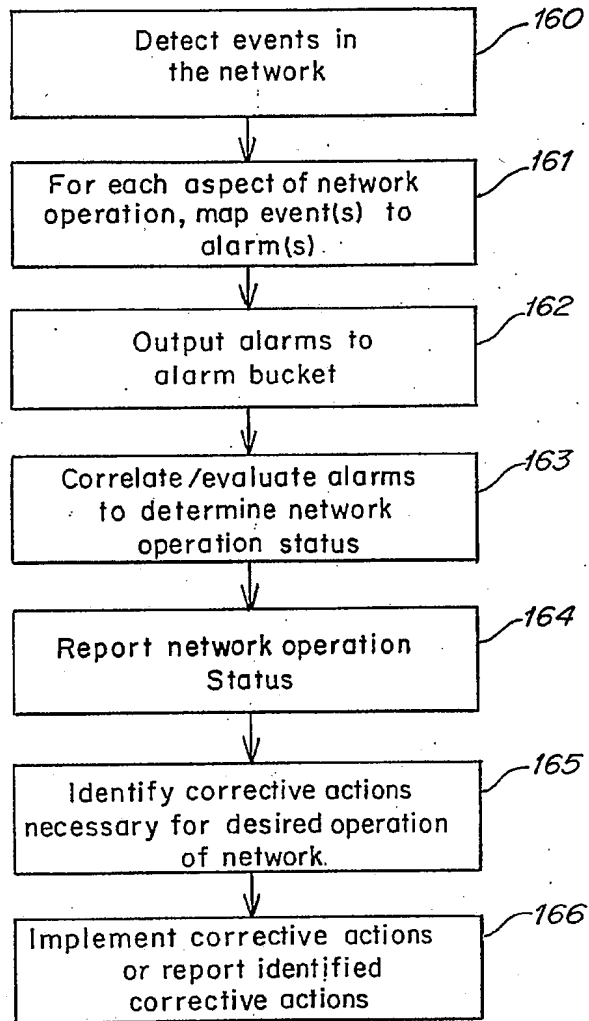 160
Detect events in
the network
161
For each aspect of network
operation, map event(s) to
alarm(s)
162
Output alarms to
alarm bucket
163
Correlate/evaluate alarms
to determine network
operation status
164
Report network operation
Status
165
Identify corrective actions
necessary for desired operation
of network.
166
Implement corrective actions
or report identified
corrective actions